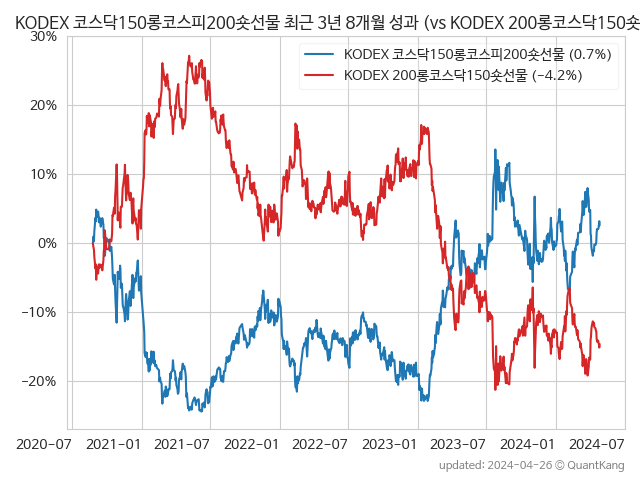 KODEX 코스닥150롱코스피200숏선물 최근 3년 8개월 성과 (vs KODEX 200롱코스닥150숏
KODEX 코스닥150롱코스피200숏선물 (0.7%)
KODEX 200롱코스닥150숏선물 (−4.2%)
30%
20%
10%
0%
−10%
−20%
2020-07 2021-01 2021-07 2022-01 2022-07 2023-01 2023-07 2024-01 2024-07
updated: 2024-04-26 © QuantKang